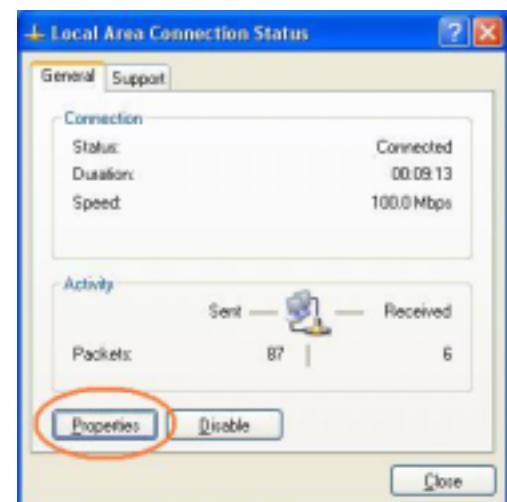 Local Area Connection Status
General Support
Connection
Status: Connected
Duration: 00:09:13
Speed: 100.0 Mbps
Activity
Sent — — Received
Packets: 87 | 6
Properties Disable
Close